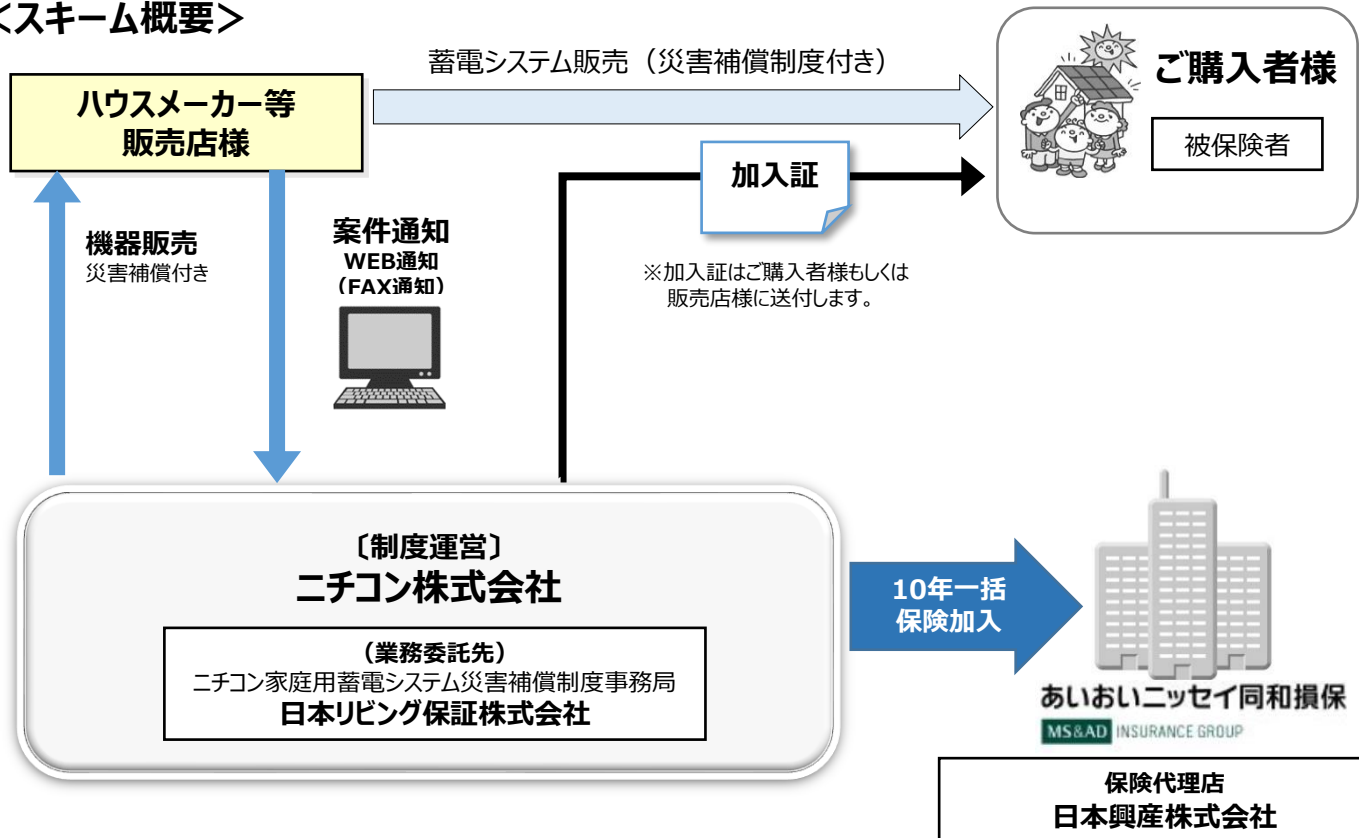 <スキーム概要>
蓄電システム販売（災害補償制度付き）
ハウスメーカー等
販売店様
ご購入者様
被保険者
加入証
機器販売
災害補償付き
案件通知
WEB通知
（FAX通知）
※加入証はご購入者様もしくは
販売店様に送付します。
〔制度運営〕
ニチコン株式会社
（業務委託先）
ニチコン家庭用蓄電システム災害補償制度事務局
日本リビング保証株式会社
10年一括
保険加入
あいおいニッセイ同和損保
MS&AD INSURANCE GROUP
保険代理店
日本興産株式会社